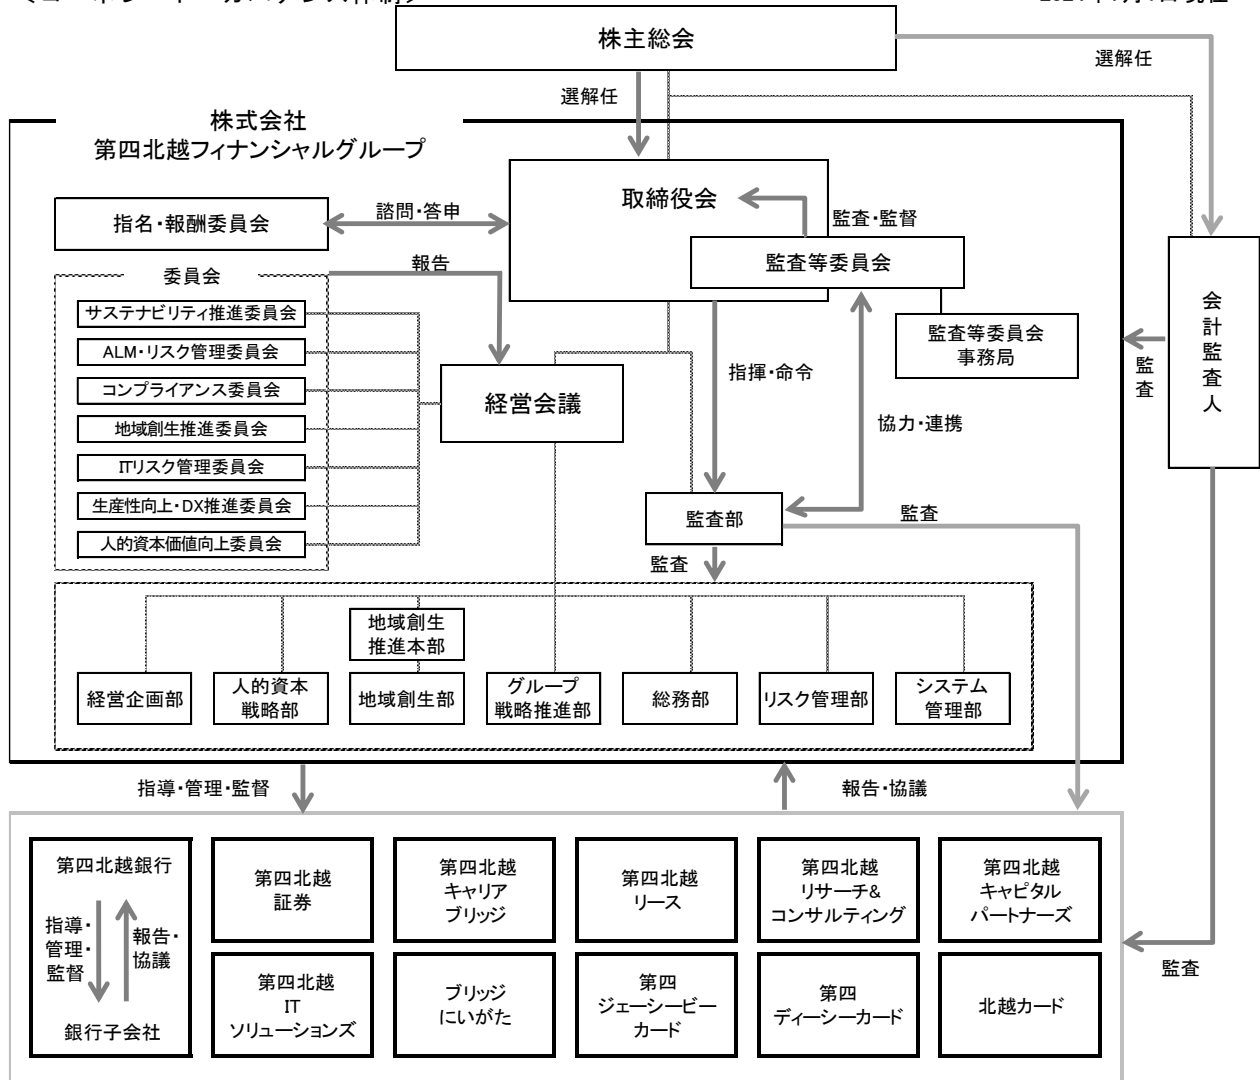 株主総会
選解任
選解任
株式会社
第四北越フィナンシャルグループ
取締役会
指名・報酬委員会
諮問・答申
監査・監督
監査等委員会
委員会
報告
サステナビリティ推進委員会
ALM・リスク管理委員会
コンプライアンス委員会
地域創生推進委員会
ITリスク管理委員会
生産性向上・DX推進委員会
人的資本価値向上委員会
経営会議
指揮・命令
監査等委員会
事務局
協力・連携
会
計
監
査
人
監
査
監査部
監査
監査
地域創生
推進本部
経営企画部
人的資本
戦略部
地域創生部
グループ
戦略推進部
総務部
リスク管理部
システム
管理部
指導・管理・監督
報告・協議
第四北越銀行
指導・
管理・
監督
報告・
協議
銀行子会社
第四北越
証券
第四北越
キャリア
ブリッジ
第四北越
リース
第四北越
リサーチ&
コンサルティング
第四北越
キャピタル
パートナーズ
第四北越
IT
ソリューションズ
ブリッジ
にいがた
第四
ジェーシービー
カード
第四
ディーシーカード
北越カード
監査